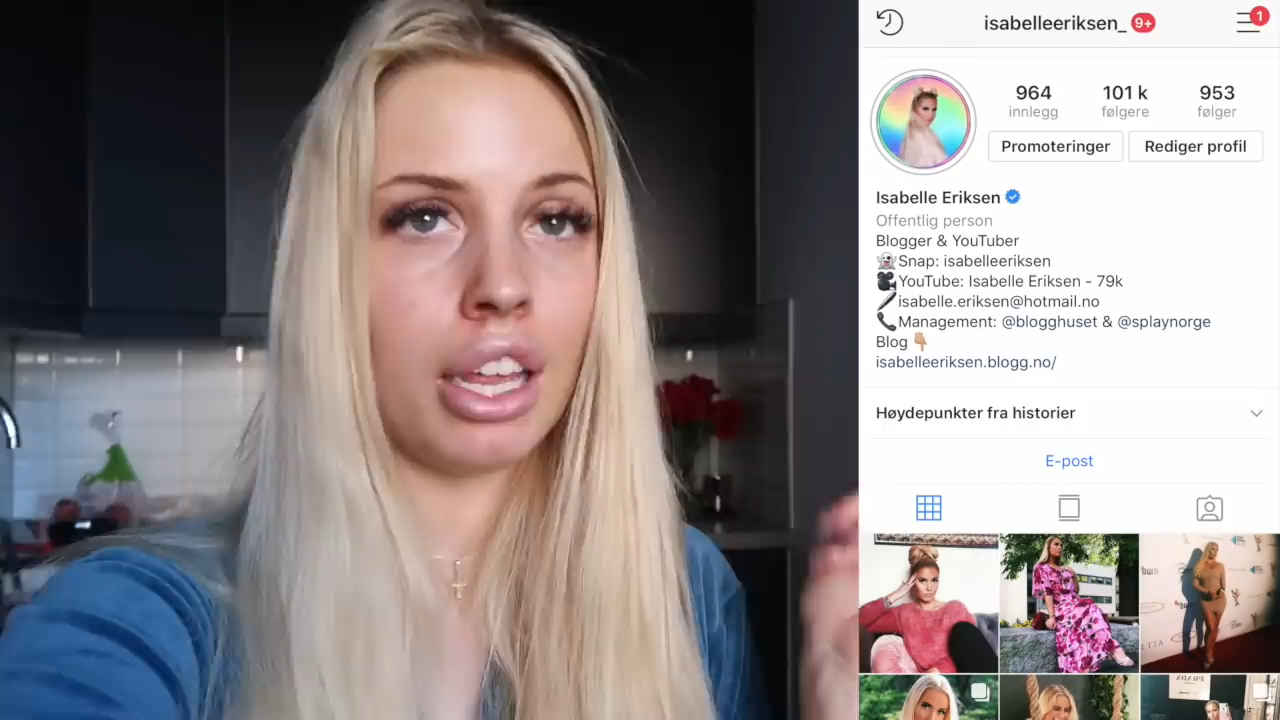 isabelleeriksen_ 9+
1
964 101 k 953
innlegg følgere følger
Promoteringer Rediger profil
Isabelle Eriksen
Offentlig person
Blogger & YouTuber
👻Snap: isabelleeriksen
🎥YouTube: Isabelle Eriksen - 79k
🖊isabelle.eriksen@hotmail.no
📞Management: @blogghuset & @splaynorge
Blog 👇🏼
isabelleeriksen.blogg.no/
Høydepunkter fra historier
E-post